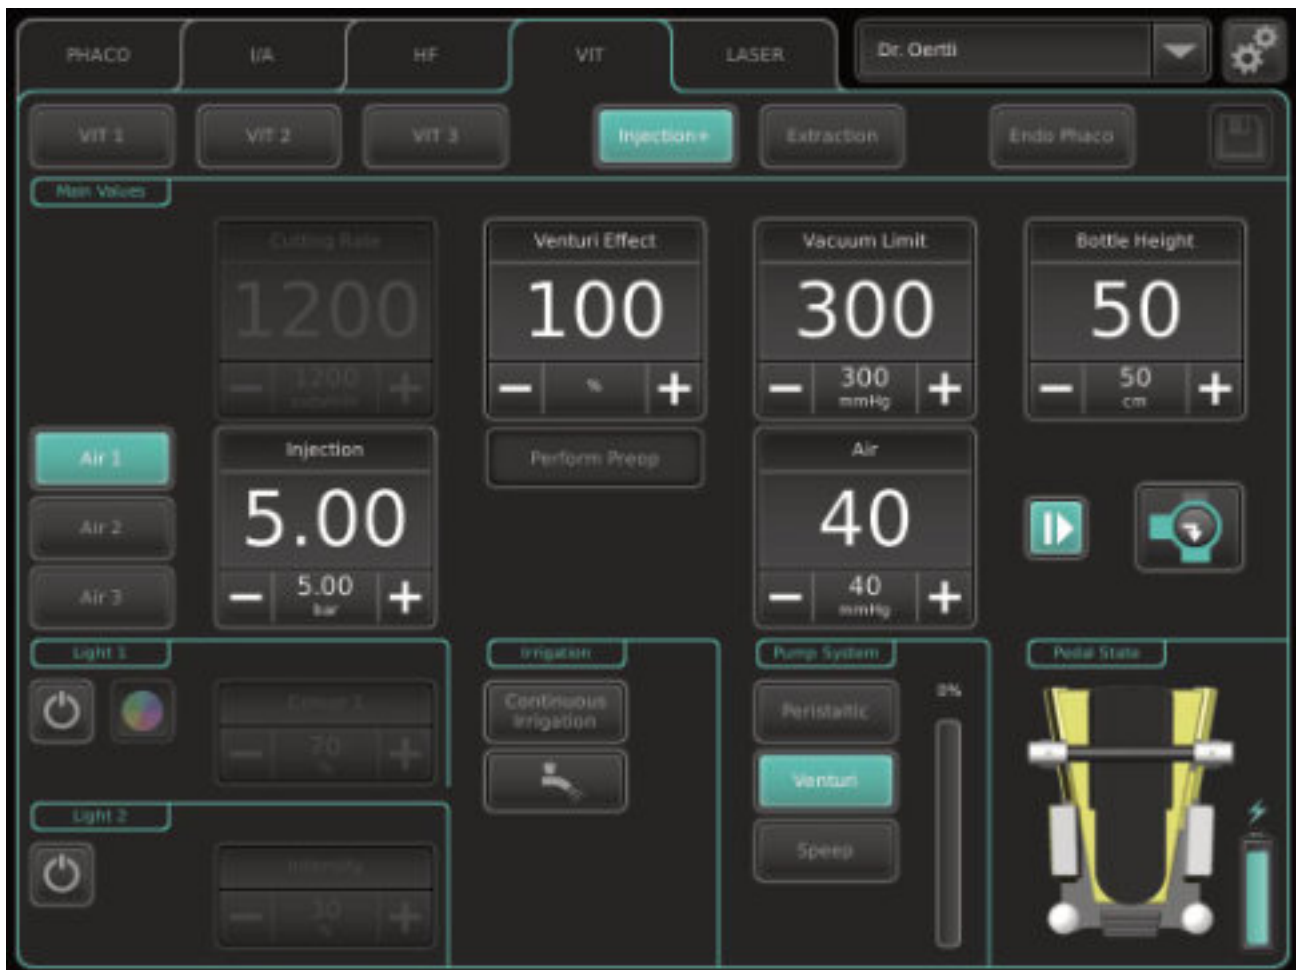 PHACO I/A HF VIT LASER Dr. Oertli
VIT 1 VIT 2 VIT 3 Injection+ Extraction Endo Phaco
Main Values
Cutting Rate Venturi Effect Vacuum Limit Bottle Height
1200 100 300 50
− 1200 + − % + − 300 + − 50 +
mmHg cm
Air 1 Injection Perform Preop Air
Air 2 5.00 40
Air 3 − 5.00 + − 40 +
bar mmHg
Light 1 Irrigation Pump System Pedal State
Continuous
Irrigation
Peristaltic 0%
Colour 1
− 70 +
%
Venturi
Light 2
Speep
Intensity
− 30 +
%